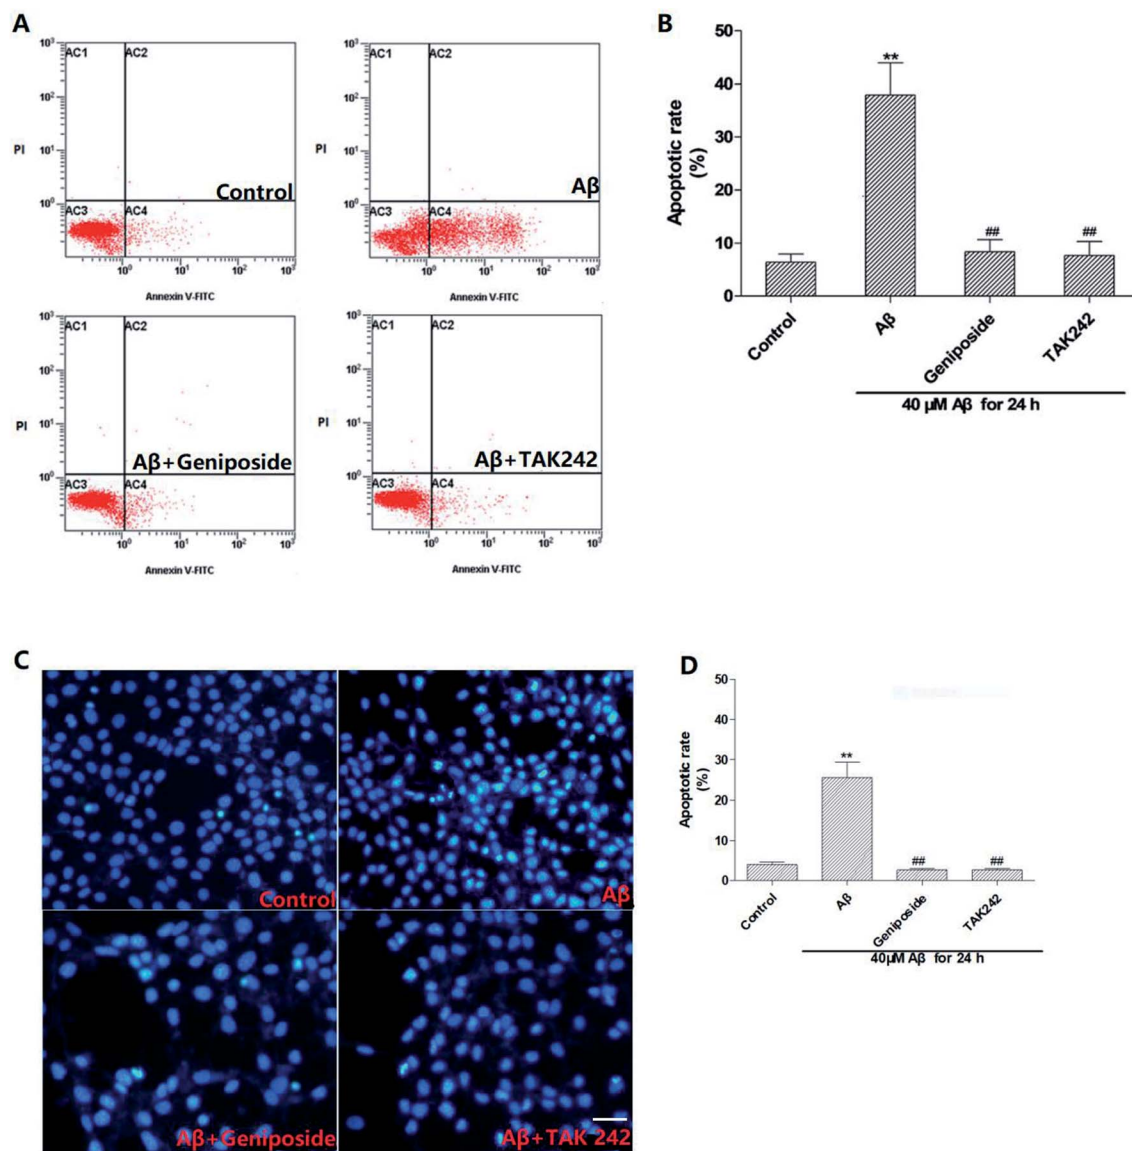 A
10³
AC1
AC2
10²
10¹
PI
Control
10⁰
AC3
AC4
10⁰
10¹
10²
10³
Annexin V-FITC
10³
AC1
AC2
10²
10¹
PI
Aβ
10⁰
AC3
AC4
10⁰
10¹
10²
10³
Annexin V-FITC
10³
AC1
AC2
10²
10¹
PI
Aβ+Geniposide
10⁰
AC3
AC4
10⁰
10¹
10²
10³
Annexin V-FITC
10³
AC1
AC2
10²
10¹
PI
Aβ+TAK242
10⁰
AC3
AC4
10⁰
10¹
10²
10³
Annexin V-FITC
B
Apoptotic rate
(%)
50
40
30
20
10
0
**
##
##
Control
Aβ
Geniposide
TAK242
40 μM Aβ for 24 h
C
Control
Aβ
Aβ+Geniposide
Aβ+TAK 242
D
Apoptotic rate
(%)
50
40
30
20
10
0
**
##
##
Control
Aβ
Geniposide
TAK242
40μM Aβ for 24 h